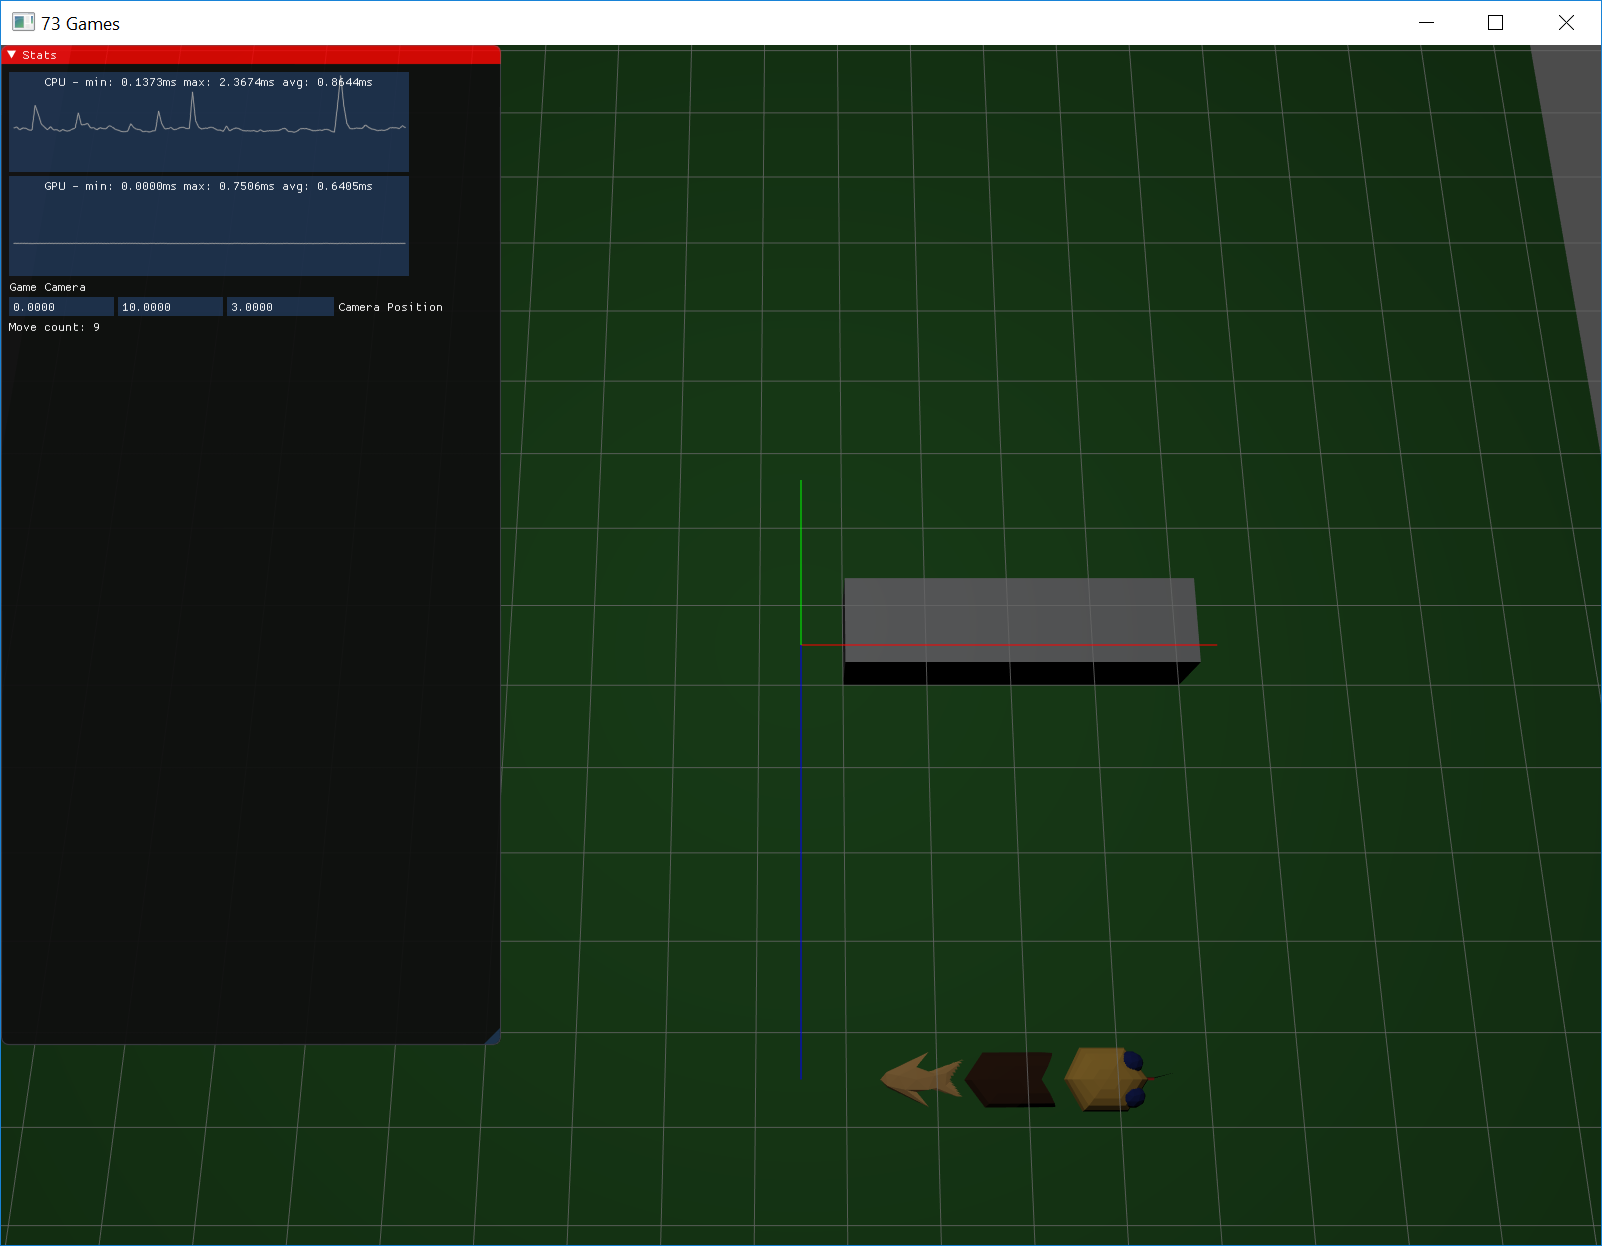 73 Games
Stats
CPU - min: 0.1373ms max: 2.3674ms avg: 0.8644ms
GPU - min: 0.0000ms max: 0.7506ms avg: 0.6405ms
Game Camera
0.0000 10.0000 3.0000 Camera Position
Move count: 9